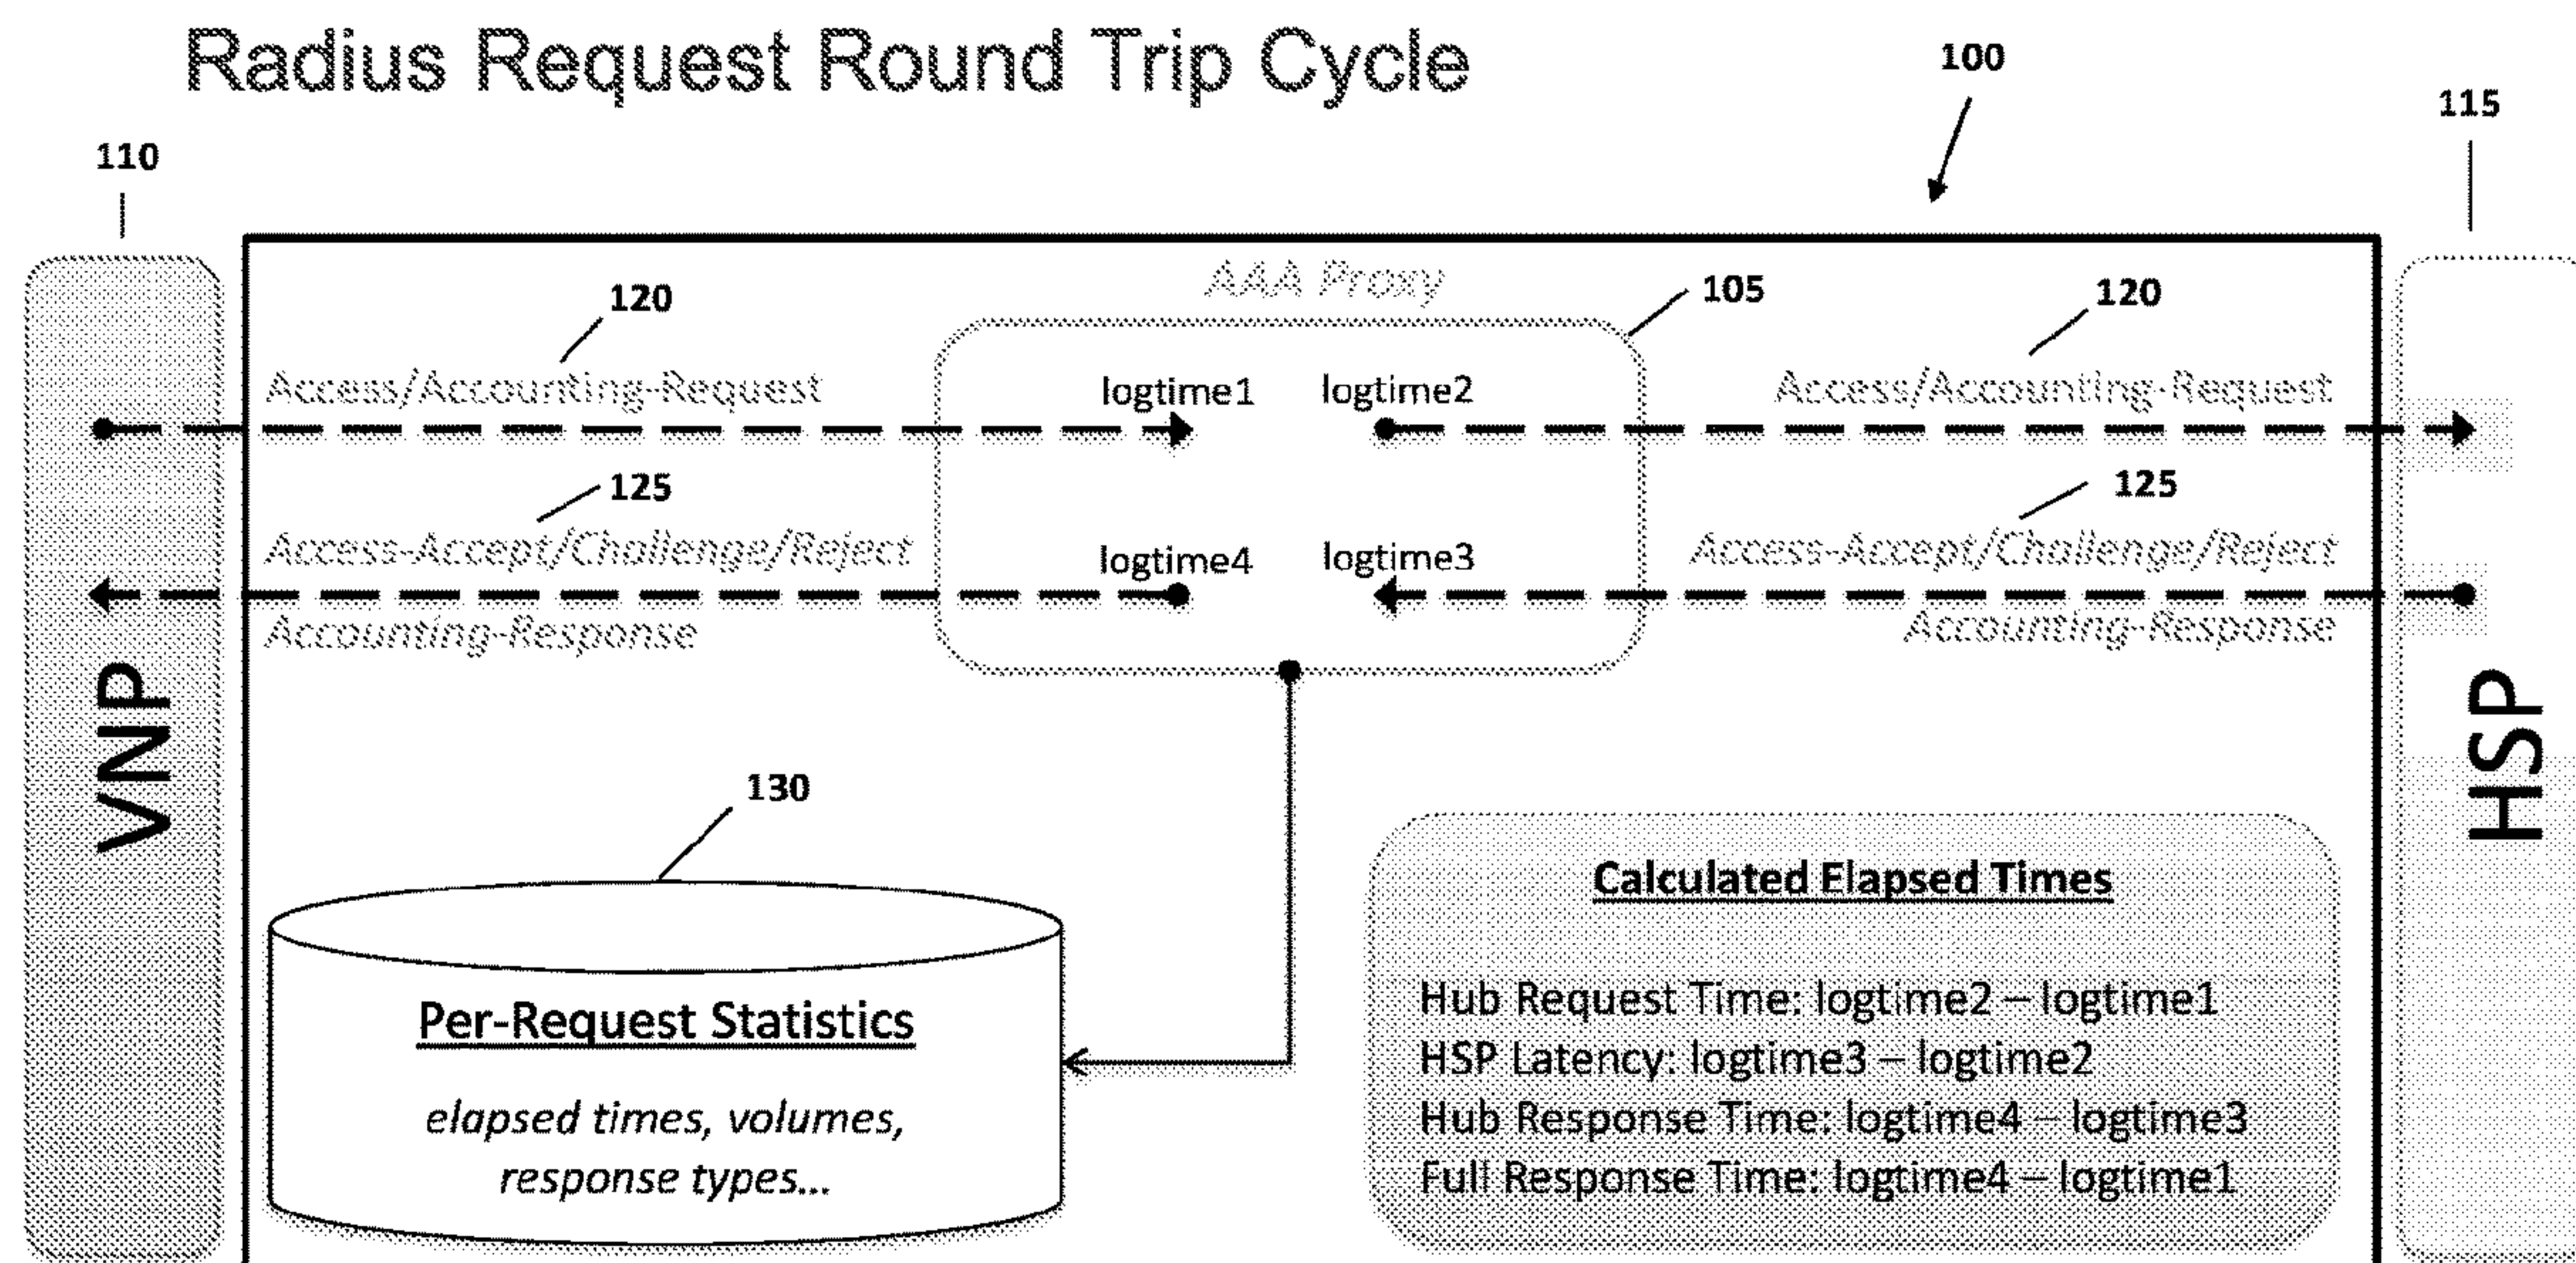 Radius Request Round Trip Cycle
100
115
110
AAA Proxy
105
120
120
Access/Accounting-Request
logtime1
logtime2
Access/Accounting-Request
125
125
Access-Accept/Challenge/Reject
logtime4
logtime3
Access-Accept/Challenge/Reject
Accounting-Response
Accounting-Response
VNP
HSP
130
Per-Request Statistics
elapsed times, volumes,
response types...
Calculated Elapsed Times
Hub Request Time: logtime2 – logtime1
HSP Latency: logtime3 – logtime2
Hub Response Time: logtime4 – logtime3
Full Response Time: logtime4 – logtime1